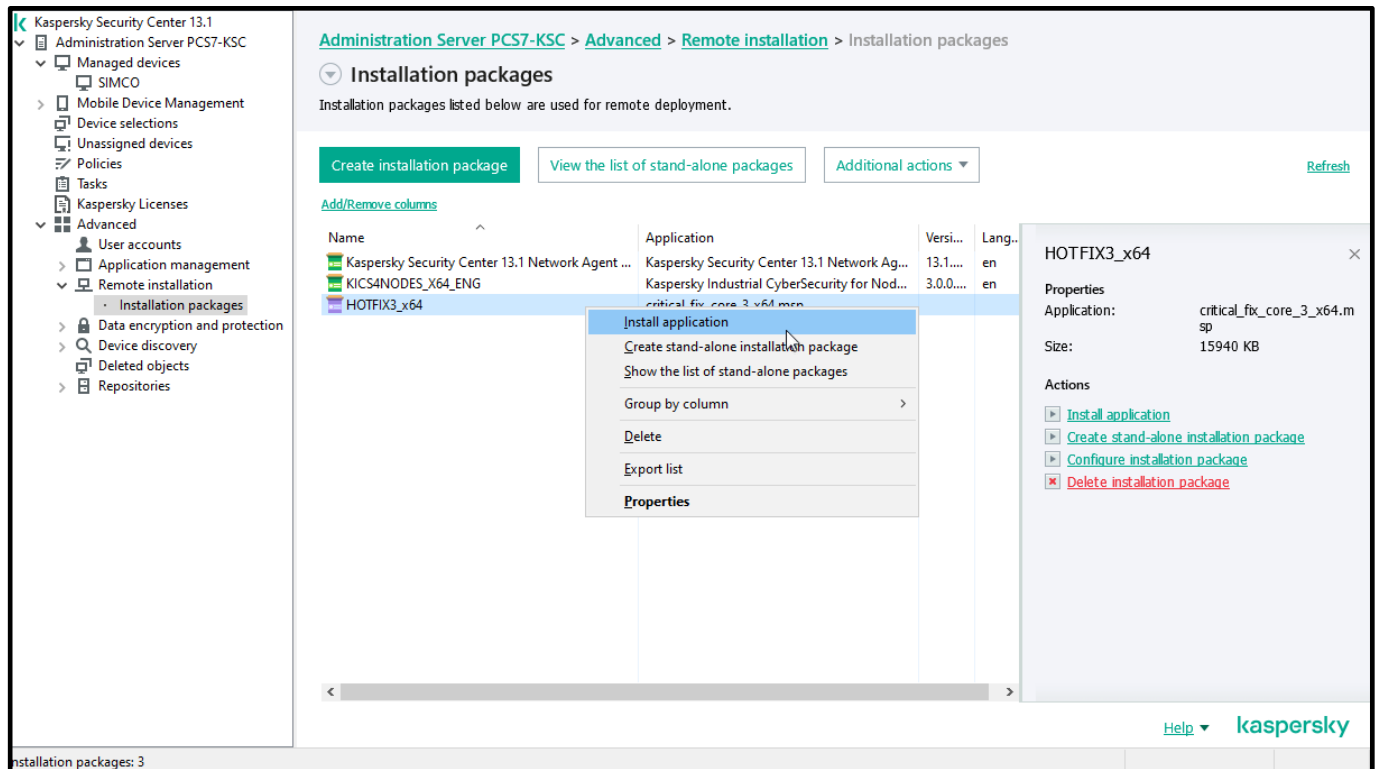 Kaspersky Security Center 13.1
Administration Server PCS7-KSC
Managed devices
SIMCO
Mobile Device Management
Device selections
Unassigned devices
Policies
Tasks
Kaspersky Licenses
Advanced
User accounts
Application management
Remote installation
Installation packages
Data encryption and protection
Device discovery
Deleted objects
Repositories
Administration Server PCS7-KSC > Advanced > Remote installation > Installation packages
Installation packages
Installation packages listed below are used for remote deployment.
Create installation package
View the list of stand-alone packages
Additional actions
Refresh
Add/Remove columns
Name Application Versi... Lang...
Kaspersky Security Center 13.1 Network Agent ... Kaspersky Security Center 13.1 Network Ag... 13.1.... en
KICS4NODES_X64_ENG Kaspersky Industrial CyberSecurity for Nod... 3.0.0.... en
HOTFIX3_x64 critical_fix_core_3_x64.msp
Install application
Create stand-alone installation package
Show the list of stand-alone packages
Group by column
Delete
Export list
Properties
HOTFIX3_x64
Properties
Application: critical_fix_core_3_x64.m
sp
Size: 15940 KB
Actions
Install application
Create stand-alone installation package
Configure installation package
Delete installation package
Help
kaspersky
nstallation packages: 3